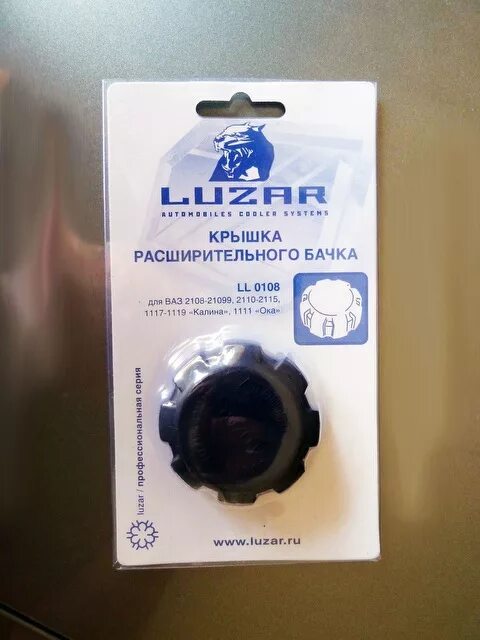 LUZAR
AUTOMOBILES COOLER SYSTEMS
КРЫШКА
РАСШИРИТЕЛЬНОГО БАЧКА
LL 0108
для ВАЗ 2108-21099, 2110-2115,
1117-1119 «Калина», 1111 «Ока»
luzar / профессиональная серия
www.luzar.ru